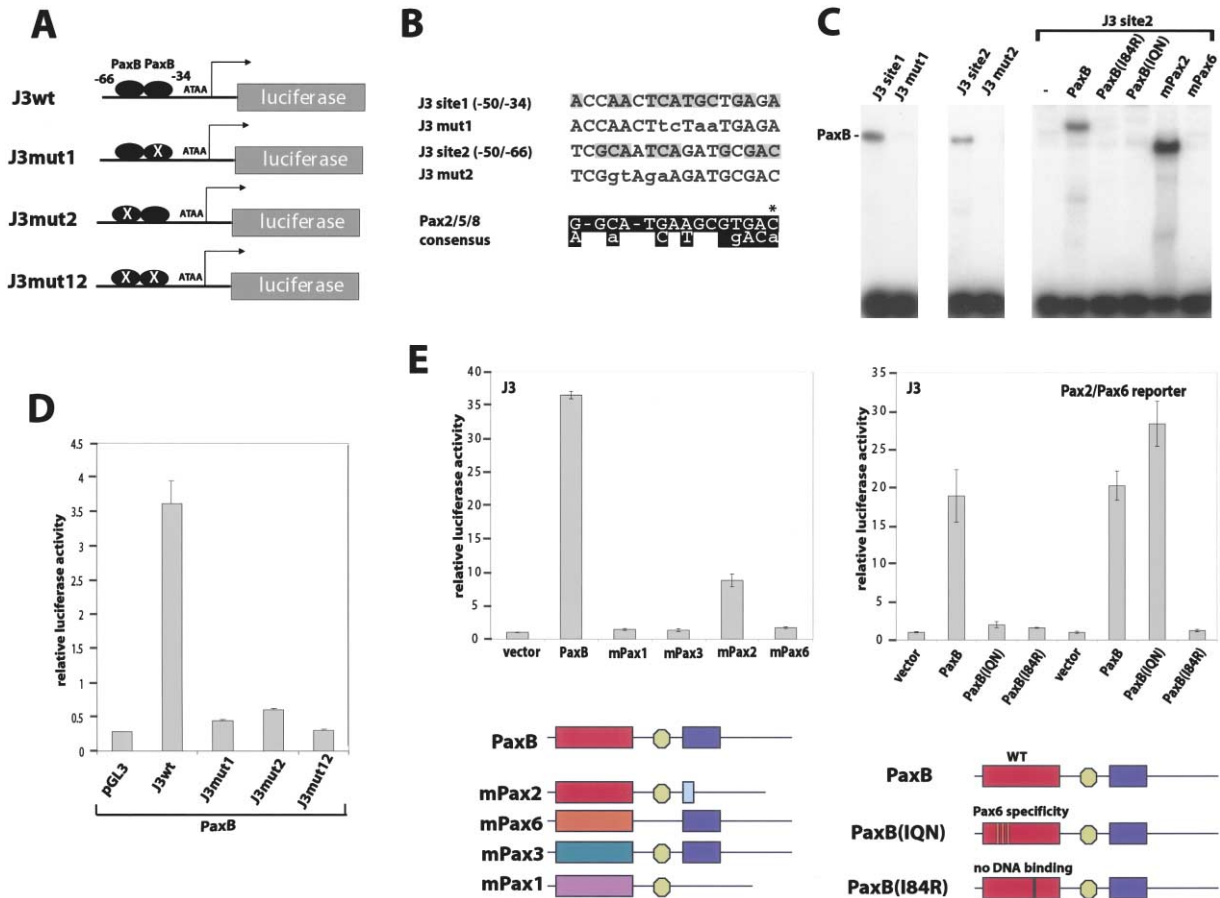 A
PaxB PaxB
-66 -34
ATAA
J3wt luciferase
J3mut1 X ATAA luciferase
J3mut2 X ATAA luciferase
J3mut12 X X ATAA luciferase
B
J3 site1 (-50/-34) ACCAACTCATGCTGAGA
J3 mut1 ACCAACTtcTaaTGAGA
J3 site2 (-50/-66) TCGCAATCAGATGCGAC
J3 mut2 TCGgtAgaAGATGCGAC
*
Pax2/5/8 G-GCA-TGAAGCGTGAC
consensus A a C T gACa
C
J3 site2
J3 site1 J3 mut1 J3 site2 J3 mut2 - PaxB PaxB(I84R) PaxB(IQN) mPax2 mPax6
PaxB -
D
relative luciferase activity
4.5
4
3.5
3
2.5
2
1.5
1
0.5
0
pGL3 J3wt J3mut1 J3mut2 J3mut12
PaxB
E
J3
relative luciferase activity
40
35
30
25
20
15
10
5
0
vector PaxB mPax1 mPax3 mPax2 mPax6
J3 Pax2/Pax6 reporter
relative luciferase activity
35
30
25
20
15
10
5
0
vector PaxB PaxB(IQN) PaxB(I84R) vector PaxB PaxB(IQN) PaxB(I84R)
PaxB
mPax2
mPax6
mPax3
mPax1
WT
PaxB
Pax6 specificity
PaxB(IQN)
no DNA binding
PaxB(I84R)